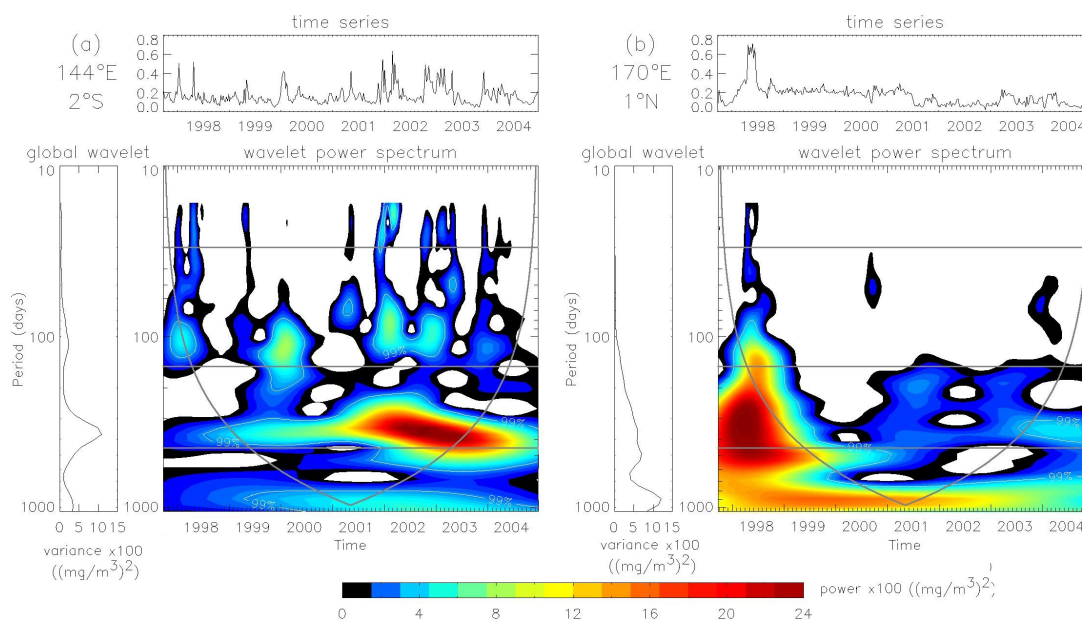 time series
(a)
144°E
2°S
0.8
0.6
0.4
0.2
0.0
1998 1999 2000 2001 2002 2003 2004
global wavelet
wavelet power spectrum
Period (days)
10
100
1000
10
100
1000
99%
99%
99%
99%
99%
0 5 10 15
variance x100
((mg/m³)²)
1998 1999 2000 2001 2002 2003 2004
Time
time series
(b)
170°E
1°N
0.8
0.6
0.4
0.2
0.0
1998 1999 2000 2001 2002 2003 2004
global wavelet
wavelet power spectrum
Period (days)
10
100
1000
10
100
1000
99%
99%
99%
0 5 10 15
variance x100
((mg/m³)²)
1998 1999 2000 2001 2002 2003 2004
Time
0 4 8 12 16 20 24
power x100 ((mg/m³)²)